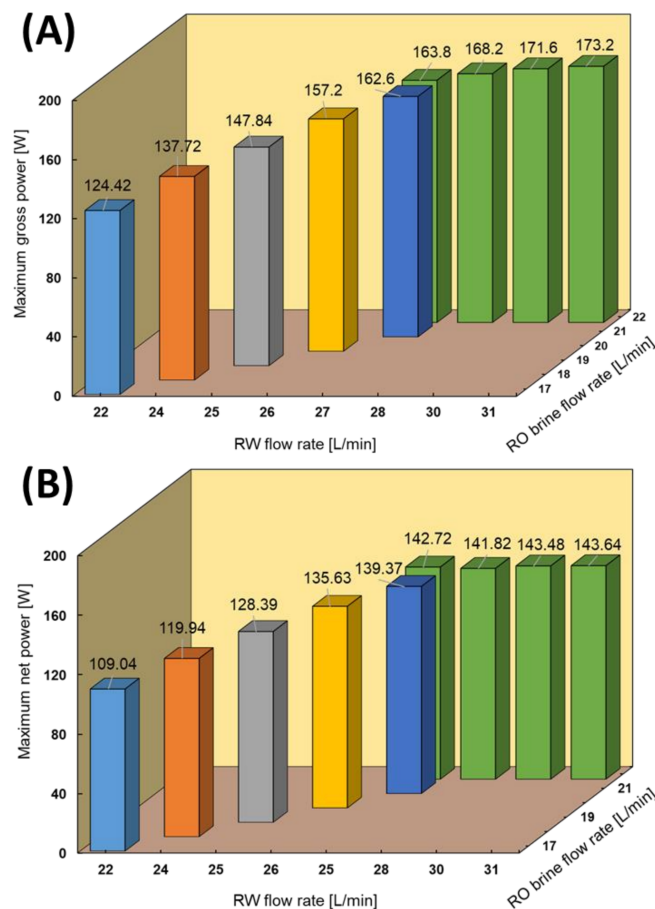 (A)
173.2
171.6
168.2
163.8
162.6
157.2
147.84
137.72
124.42
200
160
120
80
40
0
Maximum gross power [W]
22 24 25 26 27 28 30 31
RW flow rate [L/min]
17 18 19 20 21 22
RO brine flow rate [L/min]
(B)
142.72 141.82 143.48 143.64
139.37
135.63
128.39
119.94
109.04
200
160
120
80
40
0
Maximum net power [W]
22 24 26 25 28 30 31
RW flow rate [L/min]
17 19 21
RO brine flow rate [L/min]